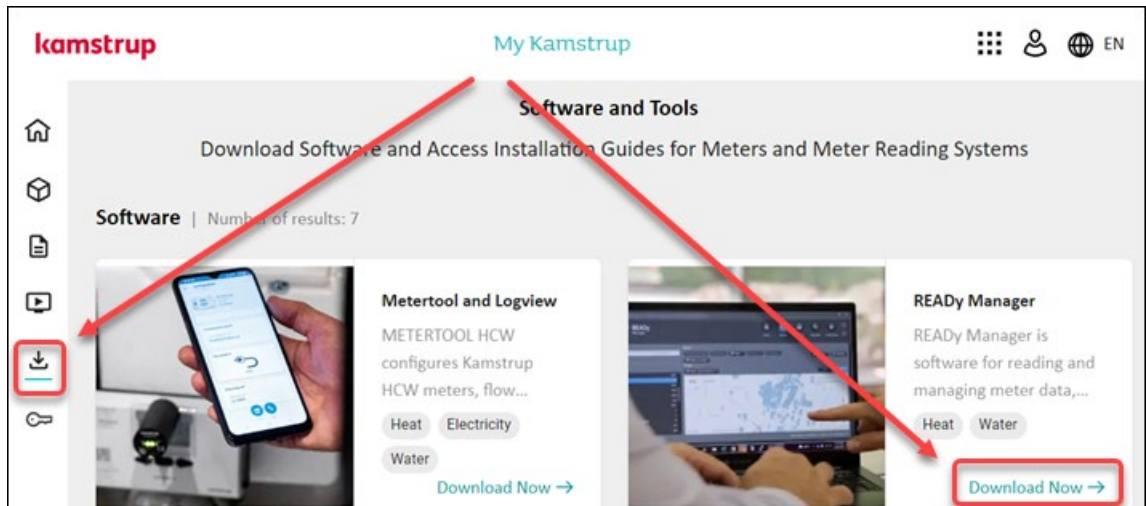 kamstrup
My Kamstrup
EN
Software and Tools
Download Software and Access Installation Guides for Meters and Meter Reading Systems
Software | Number of results: 7
Metertool and Logview
METERTOOL HCW
configures Kamstrup
HCW meters, flow...
Heat Electricity
Water
Download Now →
READy Manager
READy Manager is
software for reading and
managing meter data,...
Heat Water
Download Now →